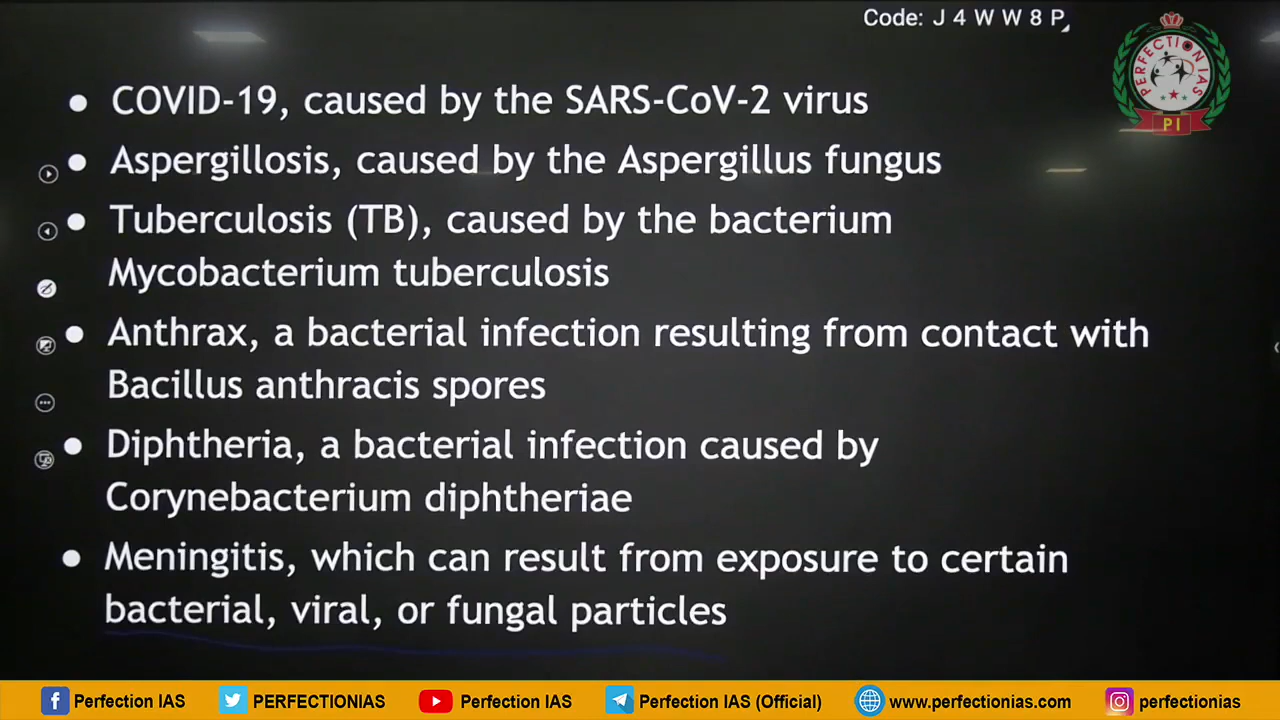 Code: J 4 W W 8 P
PERFECTION IAS
PI
● COVID-19, caused by the SARS-CoV-2 virus
● Aspergillosis, caused by the Aspergillus fungus
● Tuberculosis (TB), caused by the bacterium
Mycobacterium tuberculosis
● Anthrax, a bacterial infection resulting from contact with
Bacillus anthracis spores
● Diphtheria, a bacterial infection caused by
Corynebacterium diphtheriae
● Meningitis, which can result from exposure to certain
bacterial, viral, or fungal particles
Perfection IAS PERFECTIONIAS Perfection IAS Perfection IAS (Official) www.perfectionias.com perfectionias